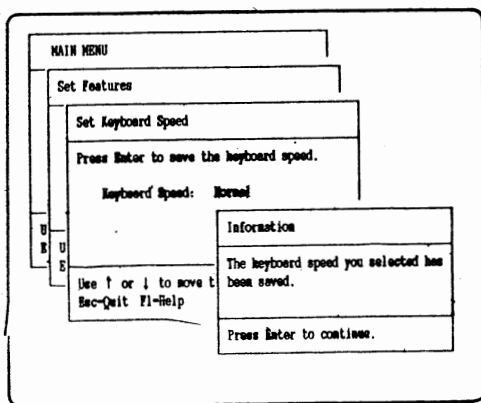 MAIN MENU
Set Features
Set Keyboard Speed
Press Enter to save the keyboard speed.
Keyboard Speed: Normal
U
E
U
E
Use ↑ or ↓ to move t
Esc-Quit F1-Help
Information
The keyboard speed you selected has
been saved.
Press Enter to continue.